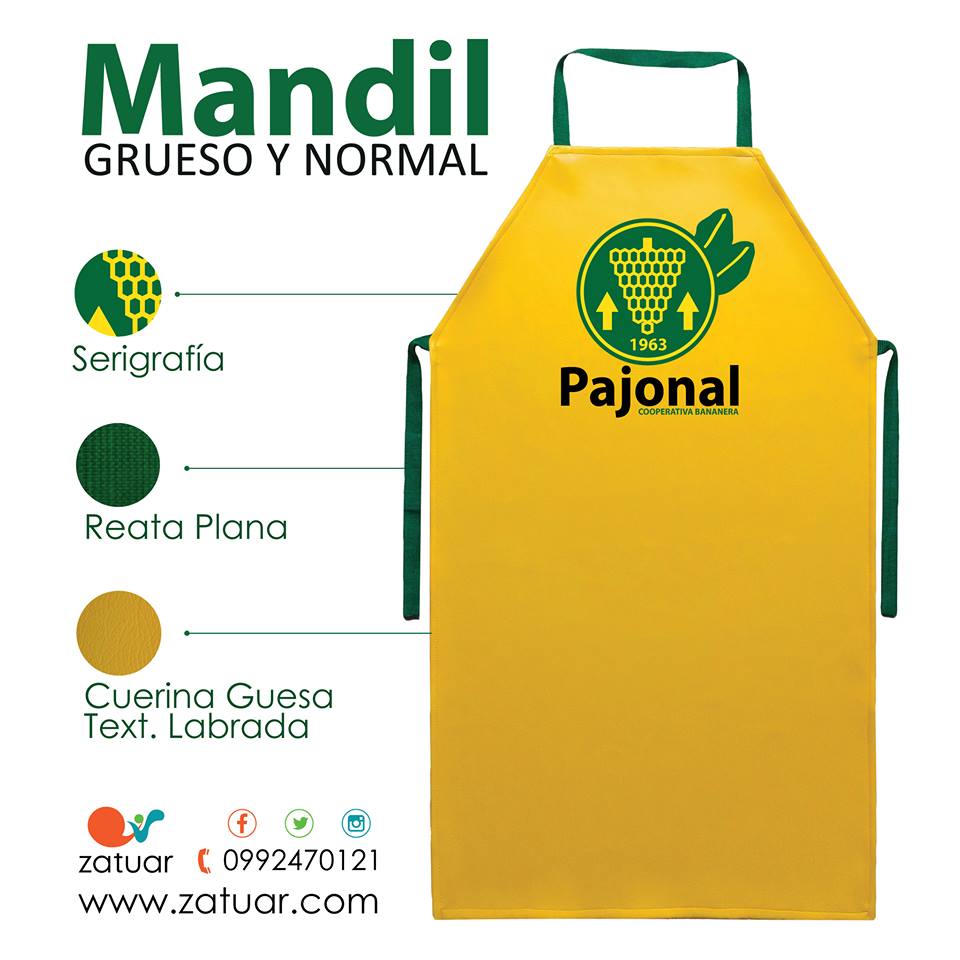 Mandil
GRUESO Y NORMAL
Serigrafía
Reata Plana
Cuerina Guesa
Text. Labrada
1963
Pajonal
COOPERATIVA BANANERA
zatuar
0992470121
www.zatuar.com